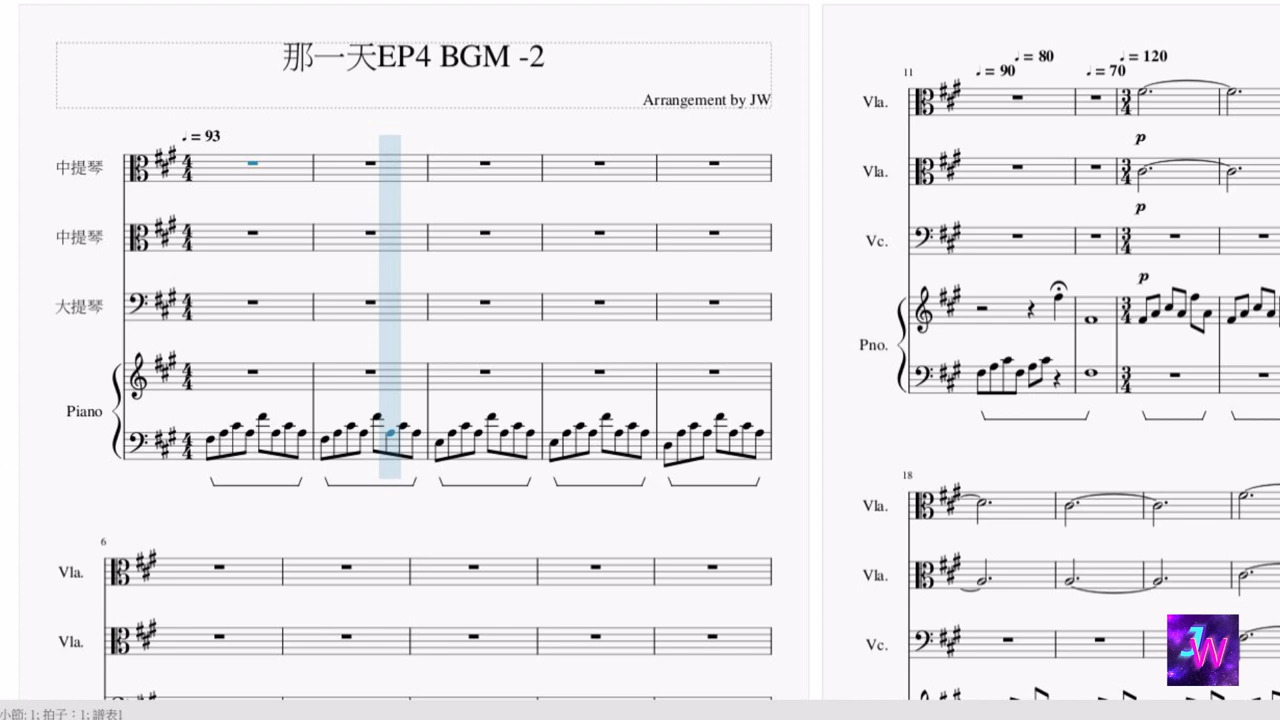 那一天EP4 BGM -2
Arrangement by JW
♩ = 93
中提琴
中提琴
大提琴
Piano
6
Vla.
Vla.
11
♩ = 90
♩ = 80
♩ = 70
♩ = 120
Vla.
p
Vla.
p
Vc.
p
Pno.
18
Vla.
Vla.
Vc.
JW
小節: 1; 拍子：1; 譜表1